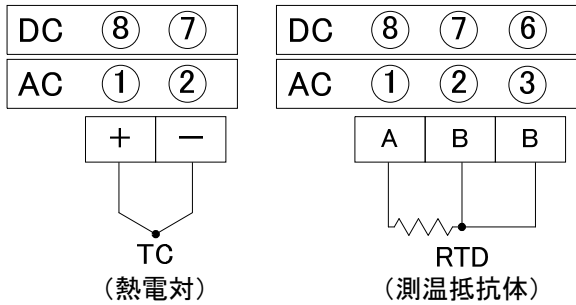 DC ⑧ ⑦
AC ① ②
+ −
TC
（熱電対）
DC ⑧ ⑦ ⑥
AC ① ② ③
A B B
RTD
（測温抵抗体）